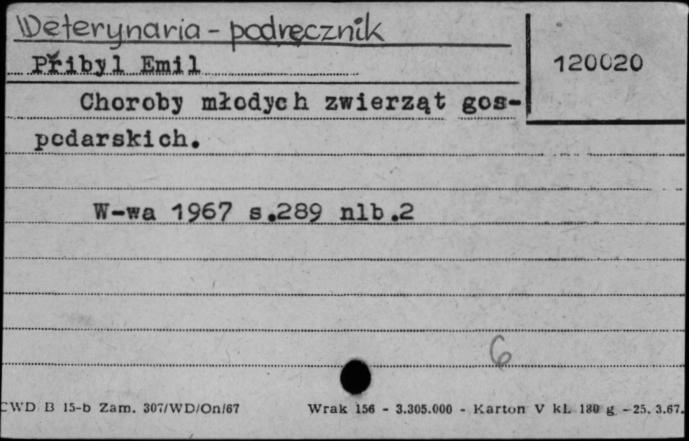 Weterynaria - podręcznik
Přibyl Emil
120020
Choroby młodych zwierząt gos-
podarskich.
W-wa 1967 s.289 nlb.2
6
CWD B 15-b Zam. 307/WD/On/67 Wrak 156 - 3.305.000 - Karton V kl. 180 g - 25. 3.67.